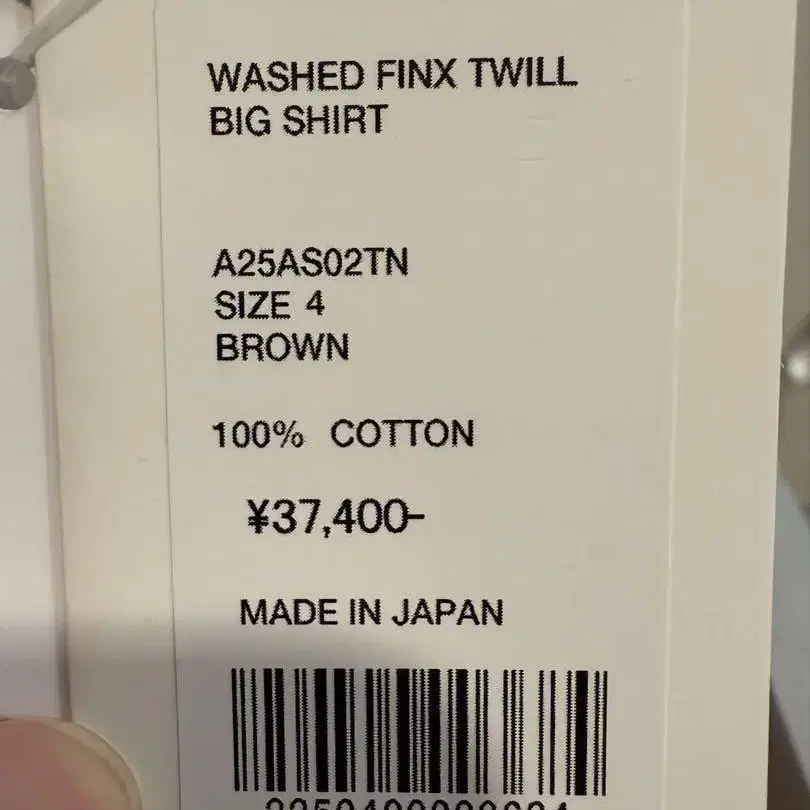 WASHED FINX TWILL
BIG SHIRT
A25AS02TN
SIZE 4
BROWN
100% COTTON
¥37,400-
MADE IN JAPAN